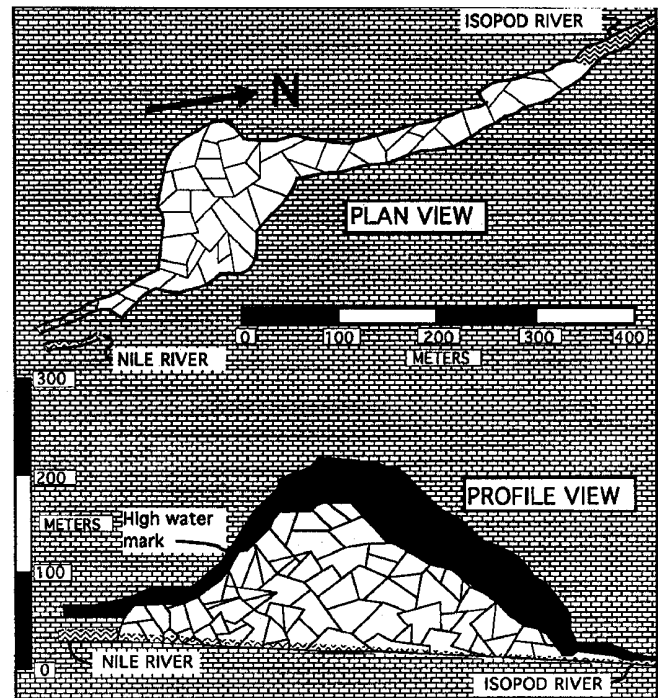 ISOPOD RIVER
N
PLAN VIEW
0 100 200 300 400
METERS
NILE RIVER
300
200
PROFILE VIEW
METERS
High water
mark
100
NILE RIVER
0
ISOPOD RIVER